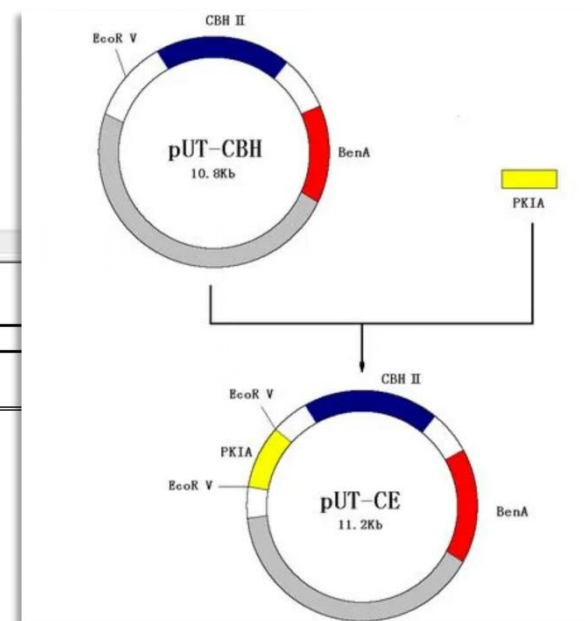 CBH II
EcoR V
pUT-CBH
10.8Kb
BenA
PKIA
CBH II
EcoR V
PKIA
EcoR V
pUT-CE
11.2Kb
BenA